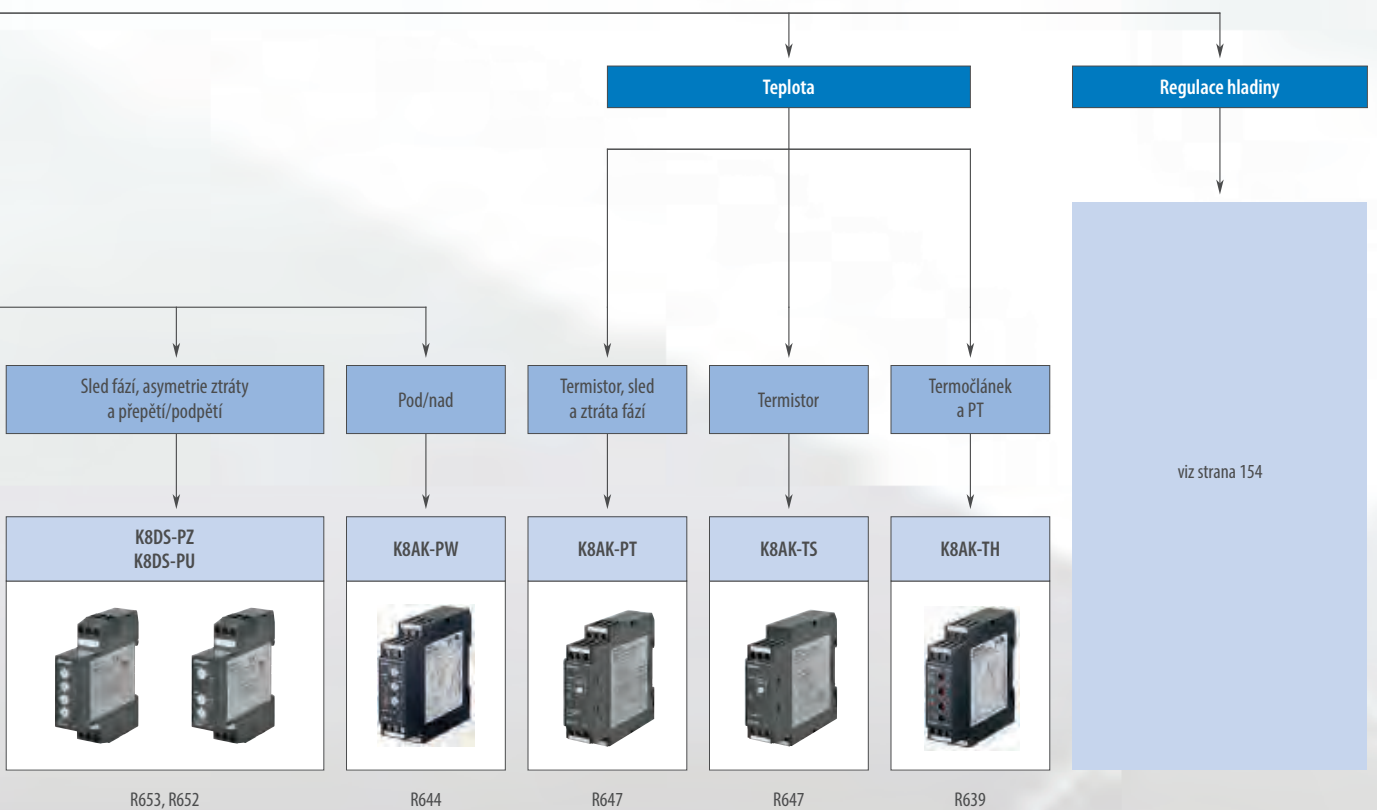 Teplota
Regulace hladiny
Sled fází, asymetrie ztráty
a přepětí/podpětí
Pod/nad
Termistor, sled
a ztráta fází
Termistor
Termočlánek
a PT
viz strana 154
K8DS-PZ
K8DS-PU
K8AK-PW
K8AK-PT
K8AK-TS
K8AK-TH
R653, R652
R644
R647
R647
R639